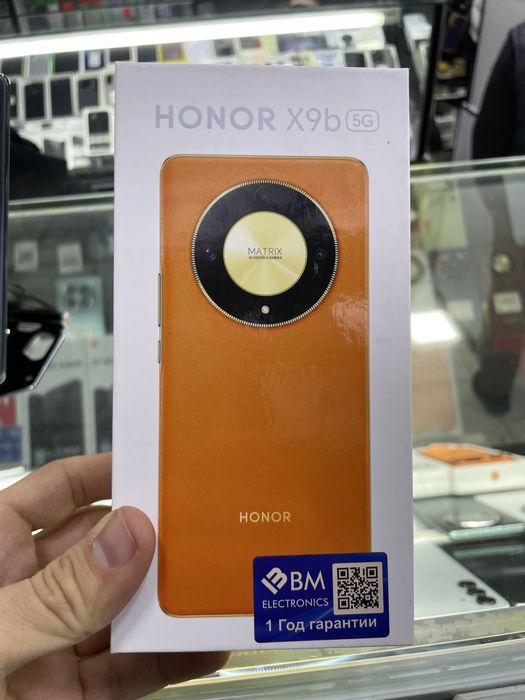 HONOR X9b 5G
MATRIX
AI VISION CAMERA
HONOR
BM
ELECTRONICS
1 Год гарантии